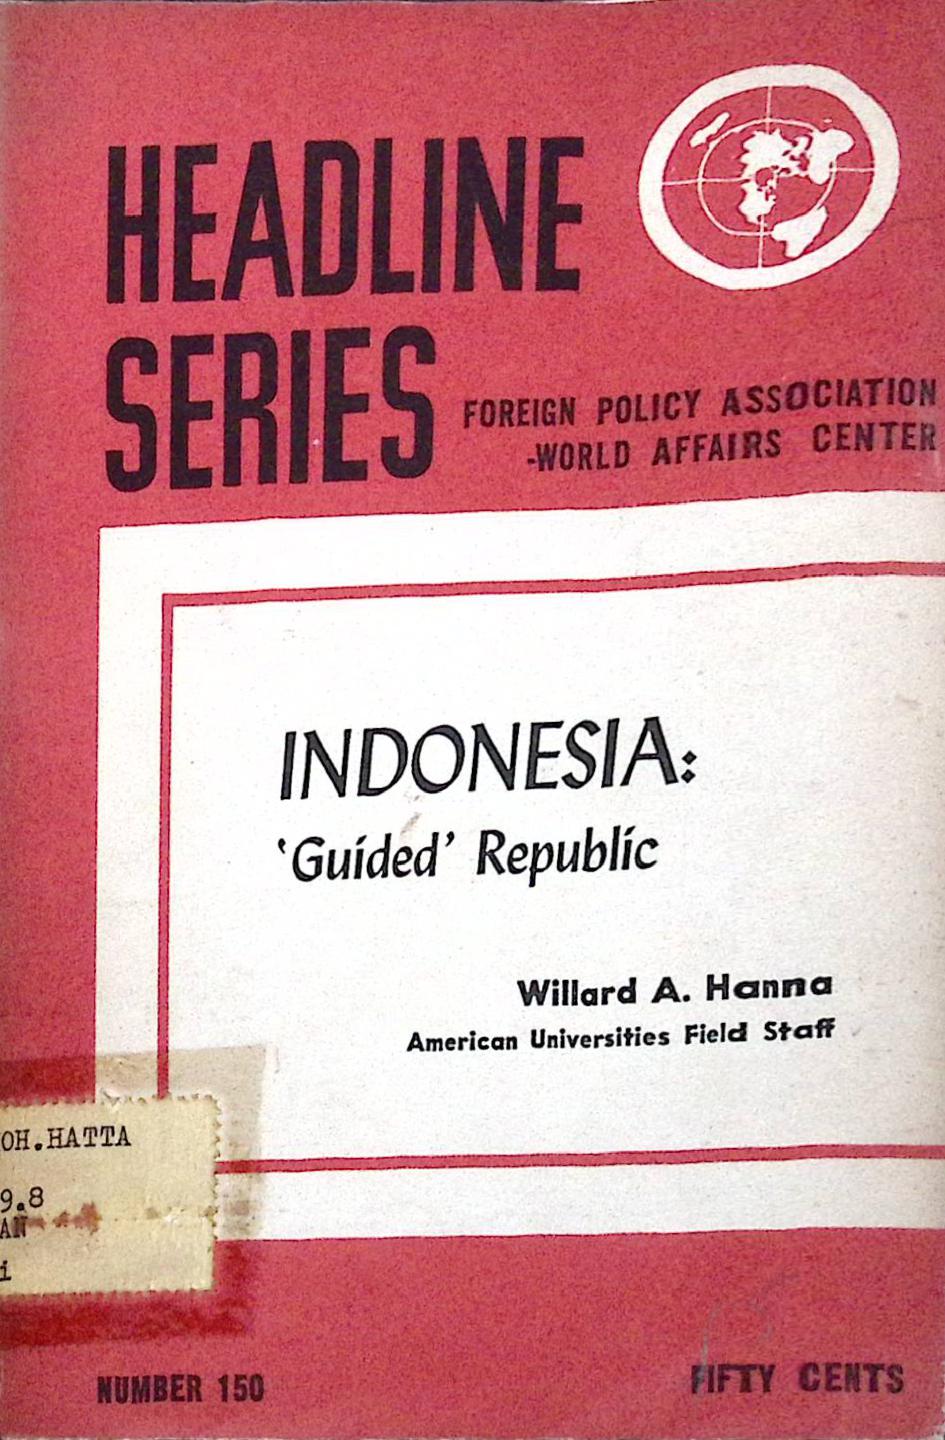 HEADLINE
SERIES
FOREIGN POLICY ASSOCIATION
-WORLD AFFAIRS CENTER
INDONESIA:
‘Guided’ Republic
Willard A. Hanna
American Universities Field Staff
OH.HATTA
9.8
AN
i
NUMBER 150
FIFTY CENTS